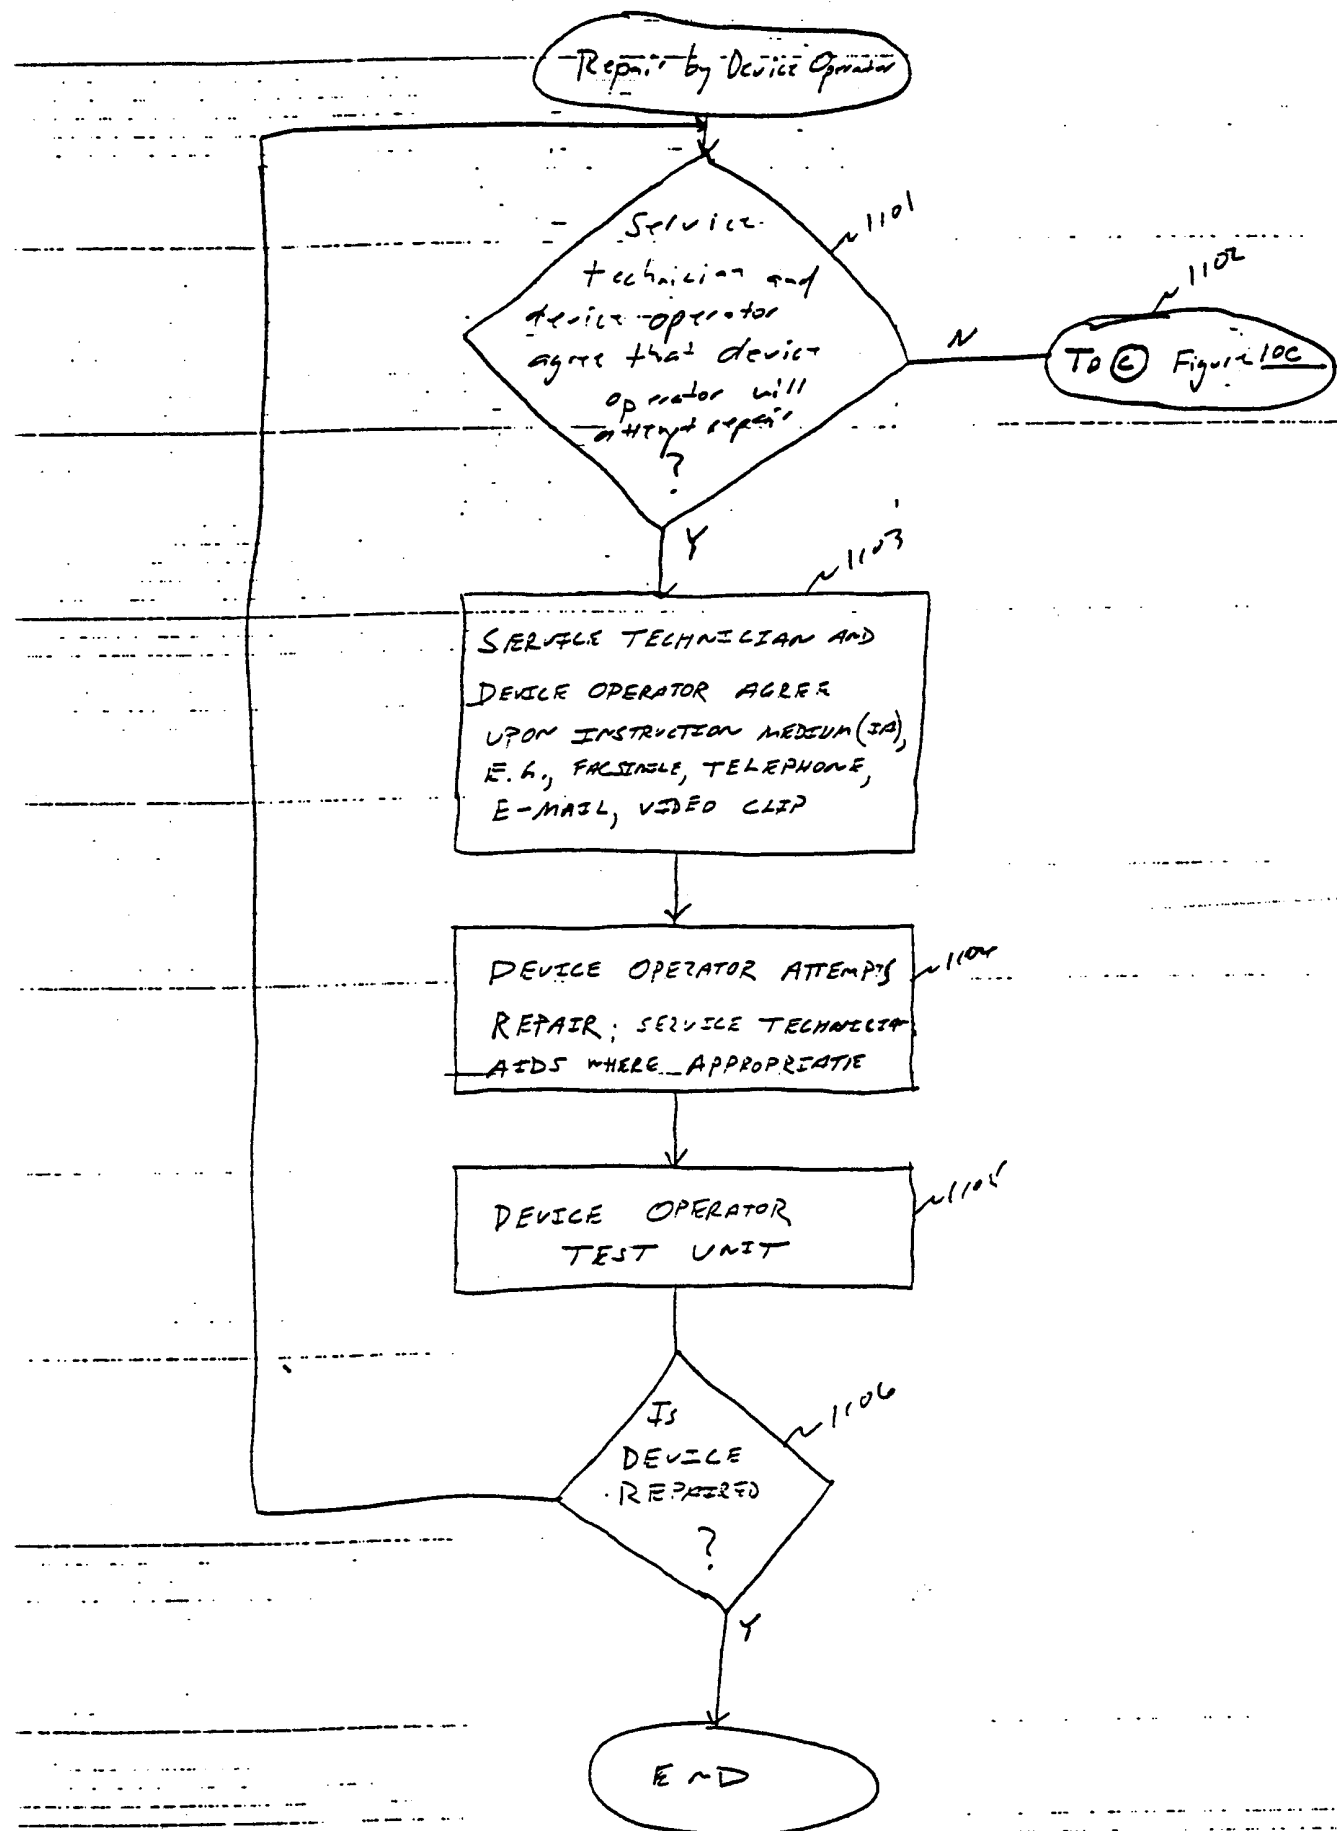 Repair by Device Operator
Service
technician and
device operator
agree that device
operator will
attempt repair
?
1101
N
1102
To C Figure 10C
Y
1103
SERVICE TECHNICIAN AND
DEVICE OPERATOR AGREE
UPON INSTRUCTION MEDIUM(IA),
E.G., FACSIMILE, TELEPHONE,
E-MAIL, VIDEO CLIP
DEVICE OPERATOR ATTEMPTS
1104
REPAIR; SERVICE TECHNICIA
AIDS WHERE APPROPRIATE
1105
DEVICE OPERATOR
TEST UNIT
1106
IS
DEVICE
REPAIRED
?
Y
END